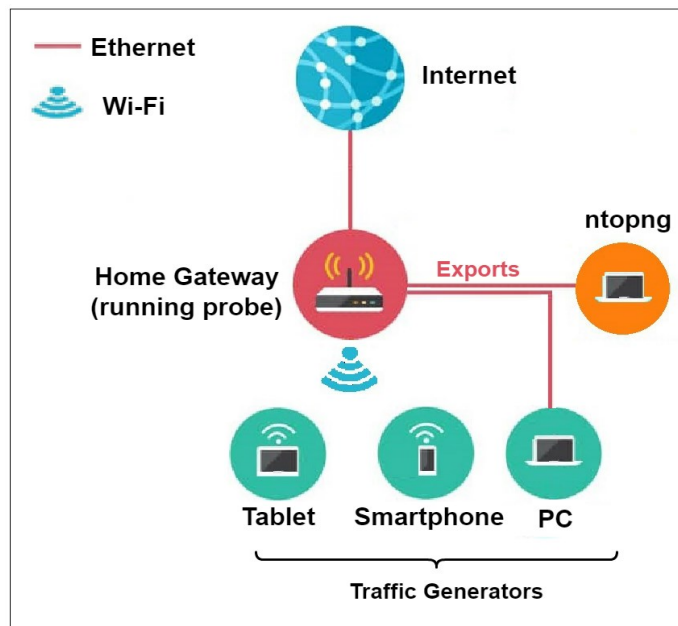 Ethernet
Wi-Fi
Internet
ntopng
Home Gateway
(running probe)
Exports
Tablet
Smartphone
PC
Traffic Generators